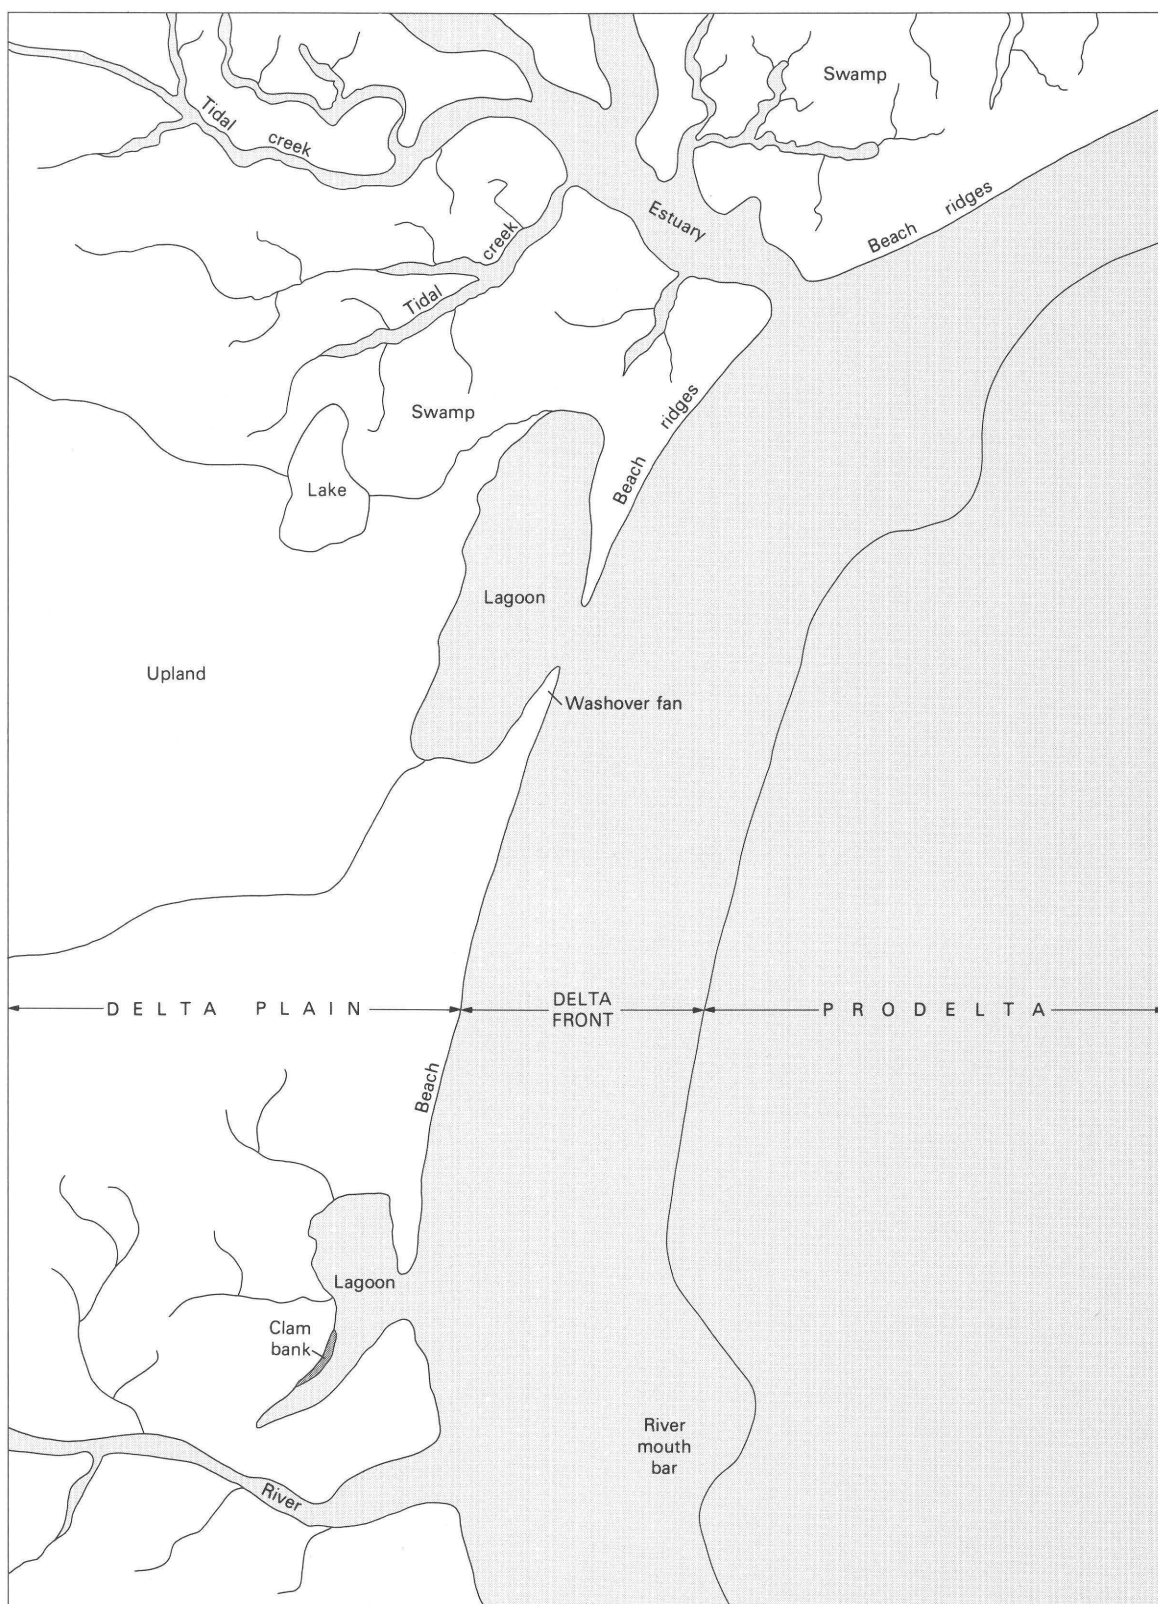 Swamp
Tidal creek
Beach ridges
Estuary
Tidal creek
Beach ridges
Swamp
Lake
Lagoon
Upland
Washover fan
DELTA PLAIN
DELTA
FRONT
PRODELTA
Beach
Lagoon
Clam
bank
River
mouth
bar
River